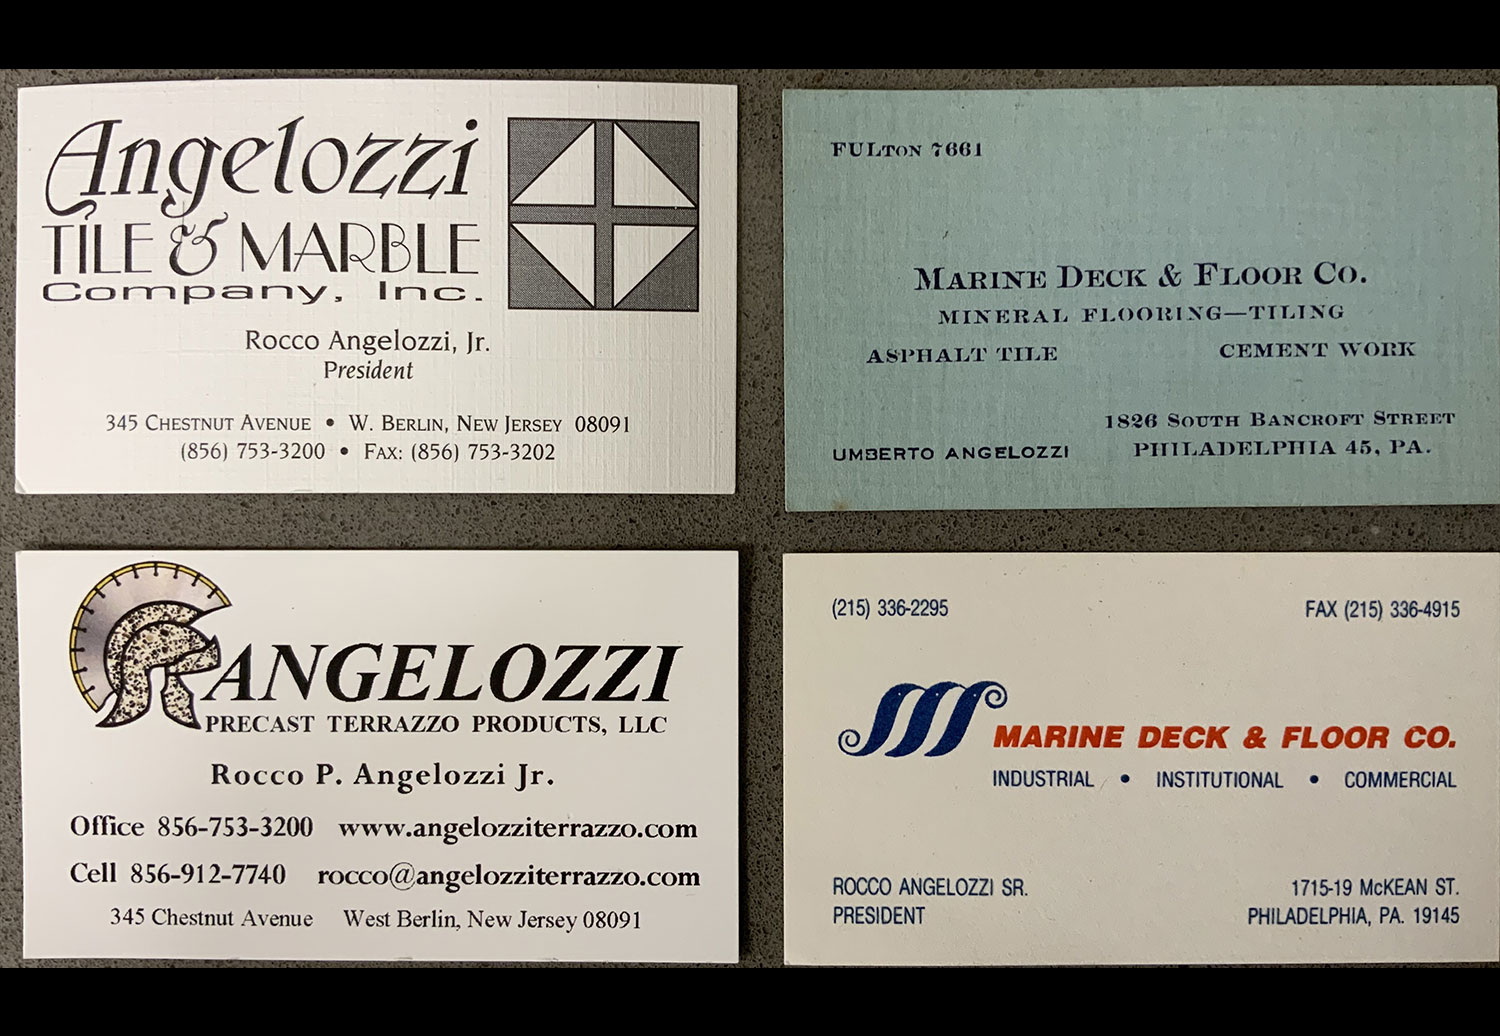 Angelozzi
TILE & MARBLE
Company, Inc.
Rocco Angelozzi, Jr.
President
345 CHESTNUT AVENUE • W. BERLIN, NEW JERSEY 08091
(856) 753-3200 • FAX: (856) 753-3202
FULTON 7661
MARINE DECK & FLOOR CO.
MINERAL FLOORING—TILING
ASPHALT TILE CEMENT WORK
1826 SOUTH BANCROFT STREET
UMBERTO ANGELOZZI PHILADELPHIA 45, PA.
ANGELOZZI
PRECAST TERRAZZO PRODUCTS, LLC
Rocco P. Angelozzi Jr.
Office 856-753-3200 www.angelozziterrazzo.com
Cell 856-912-7740 rocco@angelozziterrazzo.com
345 Chestnut Avenue West Berlin, New Jersey 08091
(215) 336-2295 FAX (215) 336-4915
MARINE DECK & FLOOR CO.
INDUSTRIAL • INSTITUTIONAL • COMMERCIAL
ROCCO ANGELOZZI SR. 1715-19 McKEAN ST.
PRESIDENT PHILADELPHIA, PA. 19145